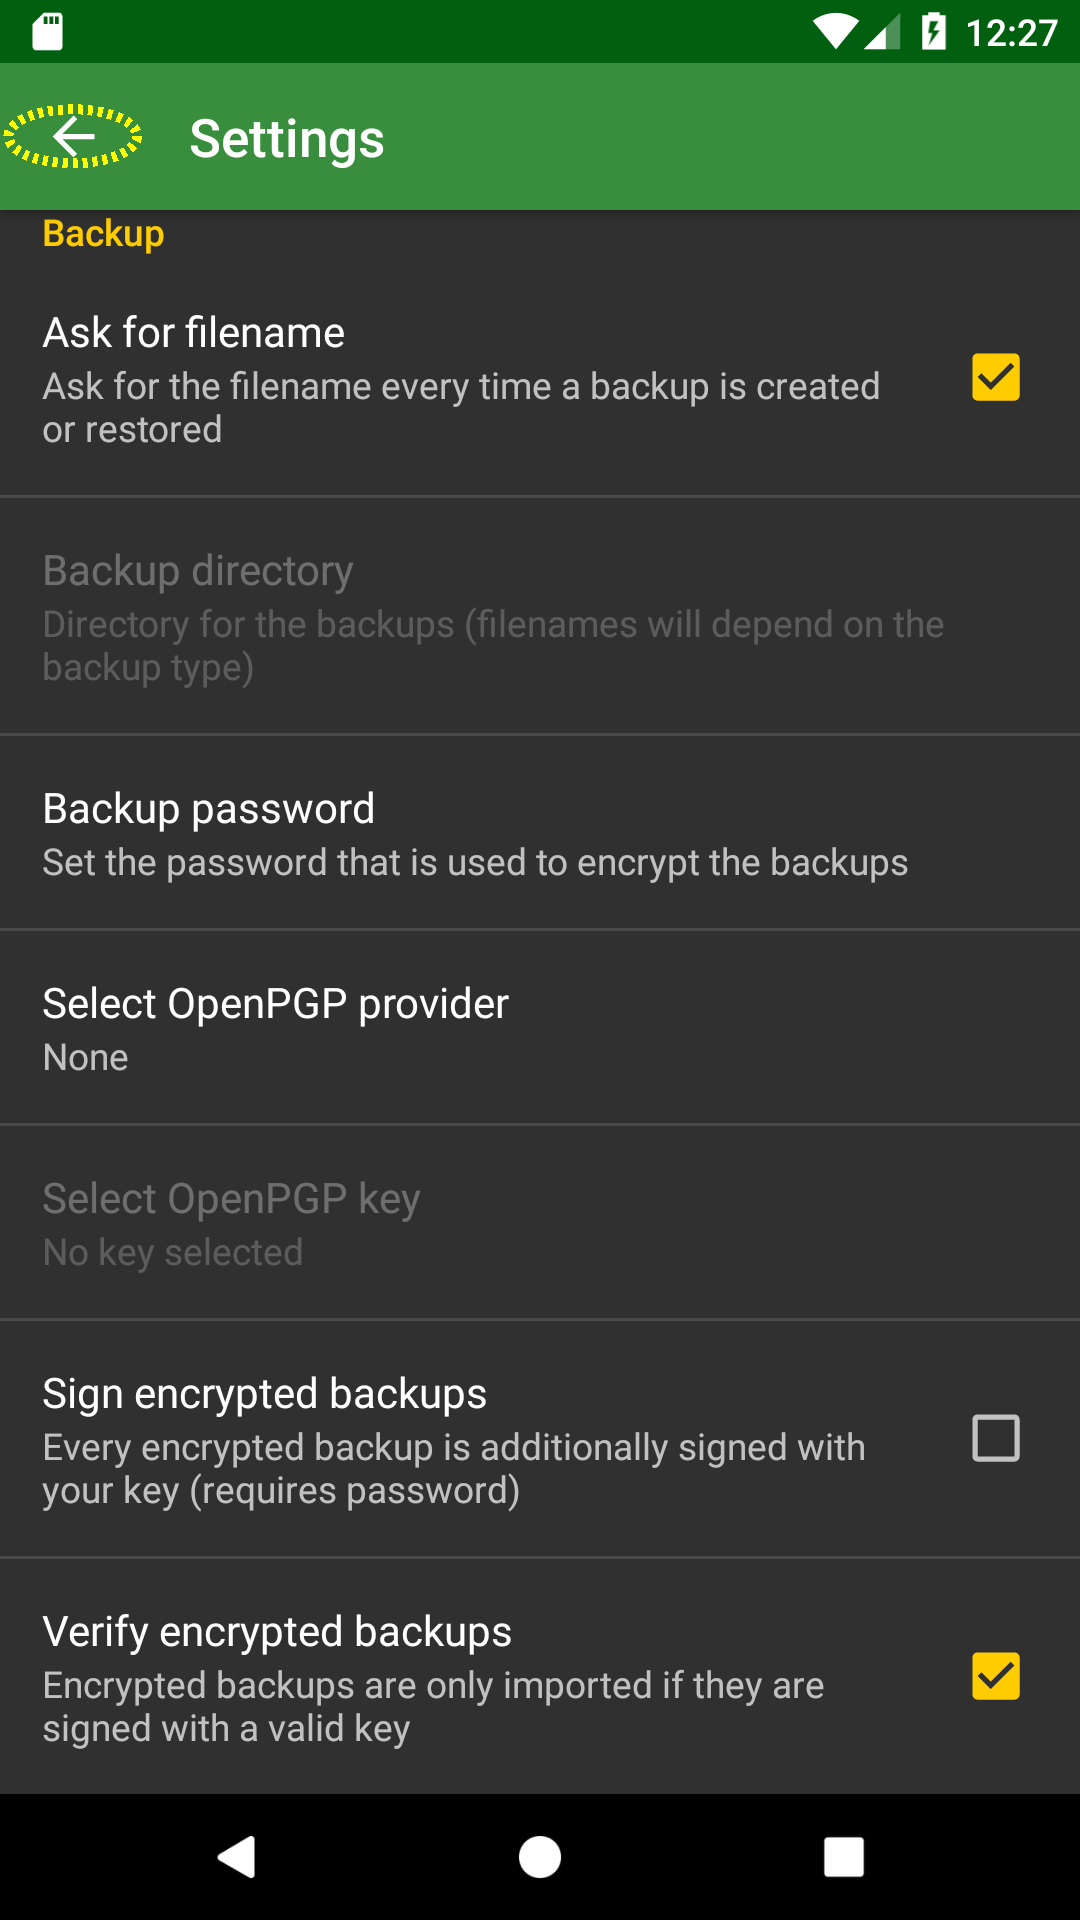 12:27
Settings
Backup
Ask for filename
Ask for the filename every time a backup is created
or restored
Backup directory
Directory for the backups (filenames will depend on the
backup type)
Backup password
Set the password that is used to encrypt the backups
Select OpenPGP provider
None
Select OpenPGP key
No key selected
Sign encrypted backups
Every encrypted backup is additionally signed with
your key (requires password)
Verify encrypted backups
Encrypted backups are only imported if they are
signed with a valid key